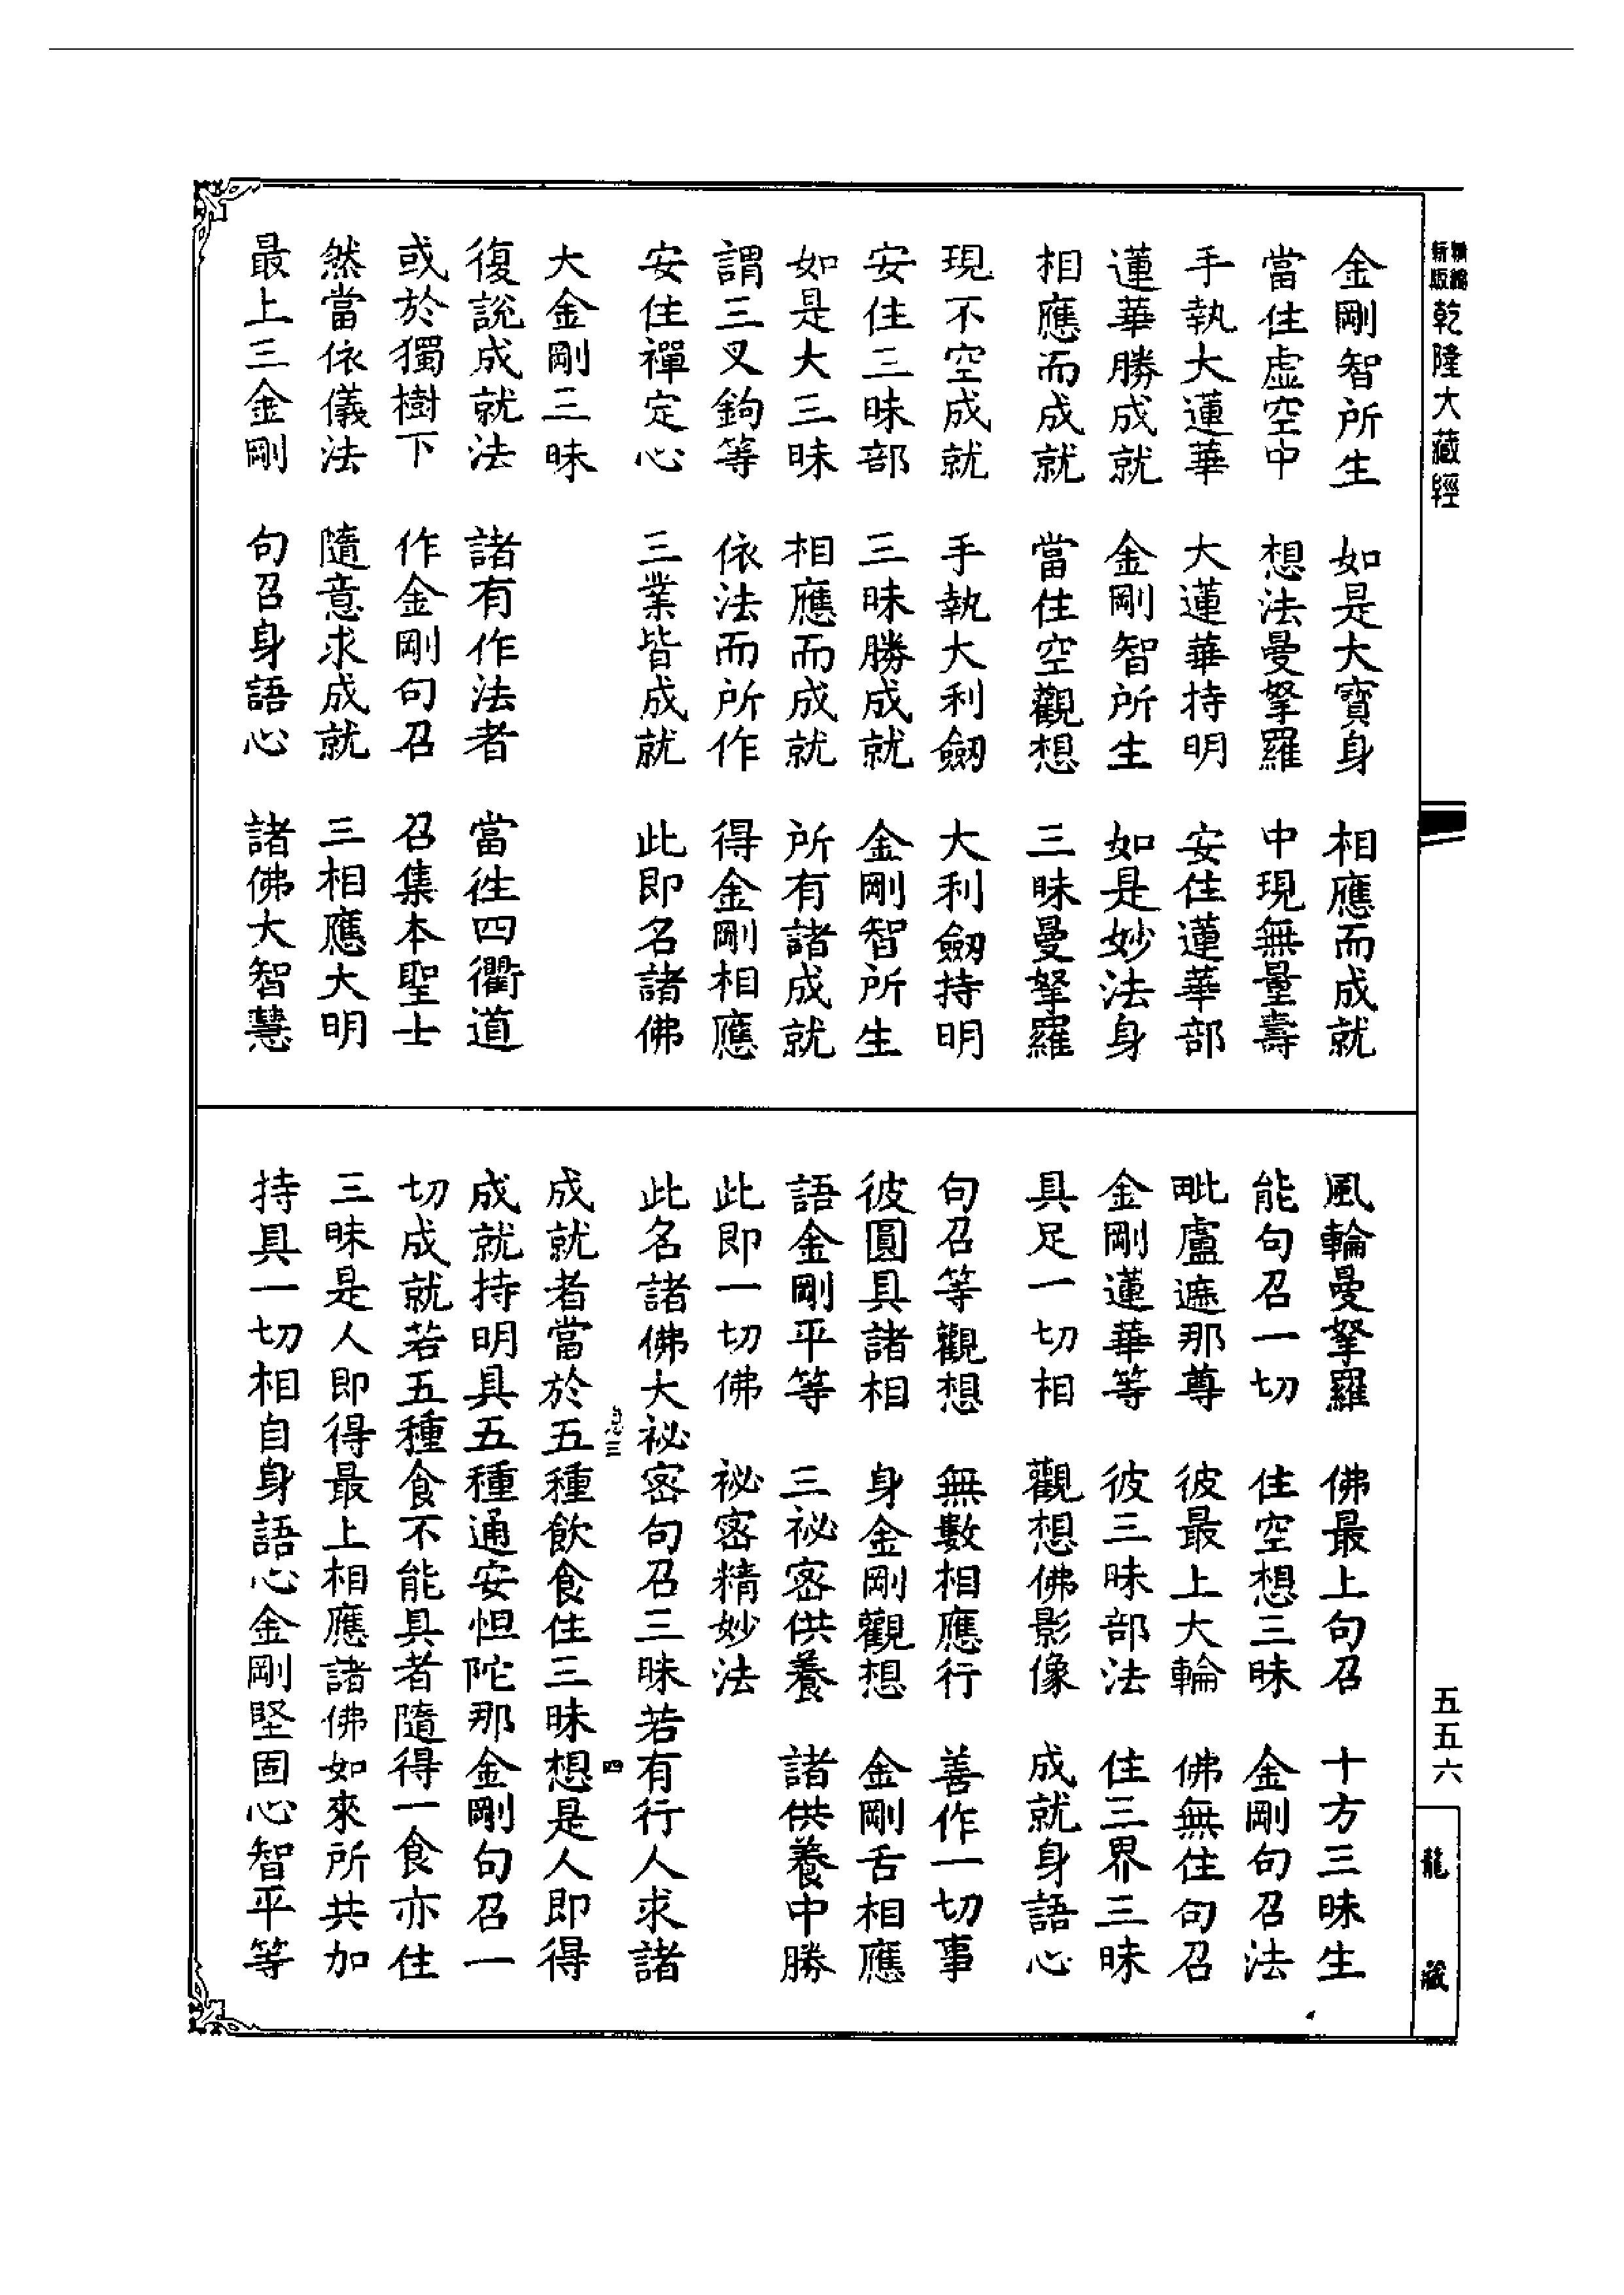 精編新版
乾隆大藏經
金剛智所生 如是大寶身 相應而成就
當住虛空中 想法曼拏羅 中現無量壽
手執大蓮華 大蓮華持明 安住蓮華部
蓮華勝成就 金剛智所生 如是妙法身
相應而成就 當住空觀想 三昧曼拏羅
現不空成就 手執大利劒 大利劒持明
安住三昧部 三昧勝成就 金剛智所生
如是大三昧 相應而成就 所有諸成就
謂三叉鉤等 依法而所作 得金剛相應
安住禪定心 三業皆成就 此即名諸佛
大金剛三昧
復説成就法 諸有作法者 當往四衢道
或於獨樹下 作金剛句召 召集本聖士
然當依儀法 隨意求成就 三相應大明
最上三金剛 句召身語心 諸佛大智慧
風輪曼拏羅 佛最上句召 十方三昧生
能句召一切 住空想三昧 金剛句召法
毗盧遮那尊 彼最上大輪 佛無住句召
金剛蓮華等 彼三昧部法 住三界三昧
具足一切相 觀想佛影像 成就身語心
句召等觀想 無數相應行 善作一切事
彼圓具諸相 身金剛觀想 金剛舌相應
語金剛平等 三祕密供養 諸供養中勝
此即一切佛 祕密精妙法
此名諸佛大祕密句召三昧若有行人求諸
三 四
成就者當於五種飲食住三昧想是人即得
成就持明具五種通安怛陀那金剛句召一
切成就若五種食不能具者隨得一食亦住
三昧是人即得最上相應諸佛如來所共加
持具一切相自身語心金剛堅固心智平等
五五六
龍藏